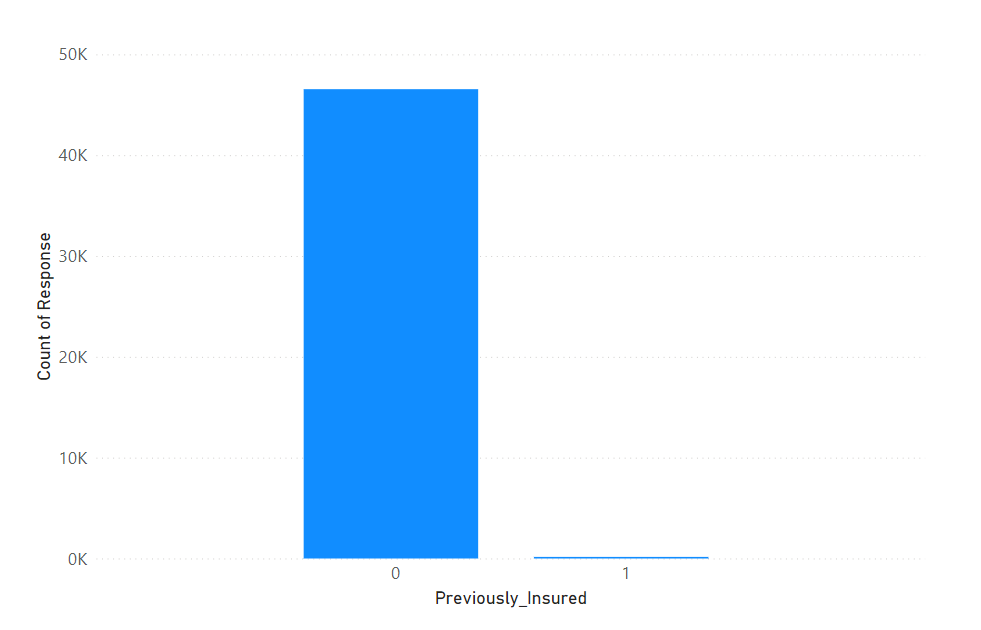 50K
40K
30K
20K
10K
0K
Count of Response
0
1
Previously_Insured